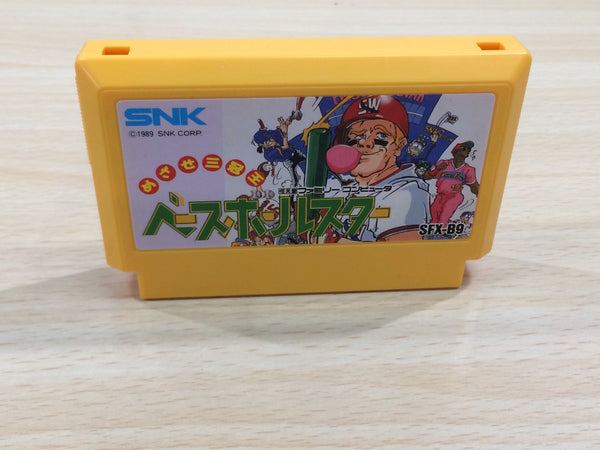 SNK
©1989 SNK CORP.
めざせ三冠王
ファミリー コンピュータ
ベースボールスター
SFX-B9
SW